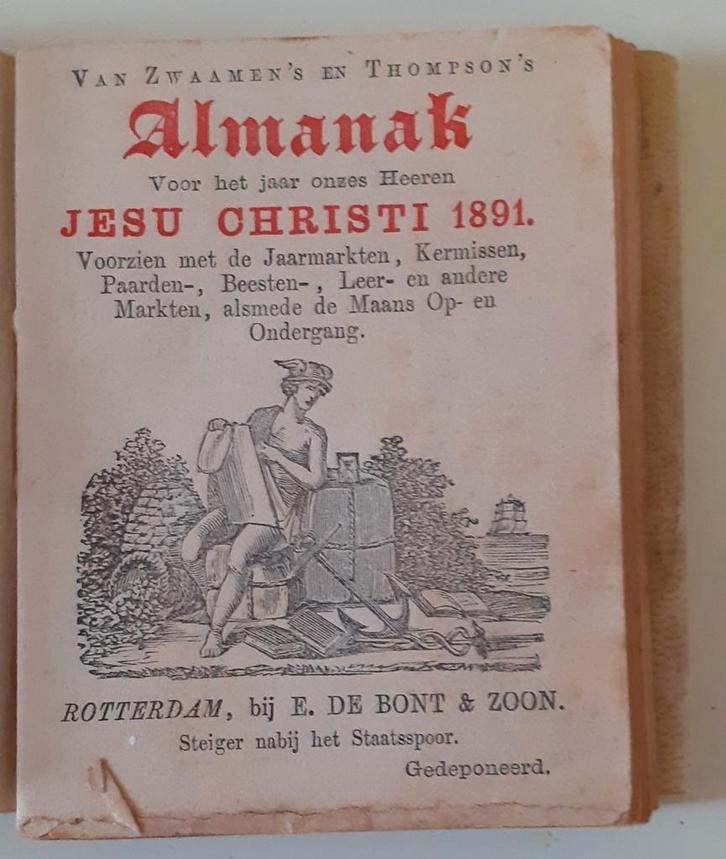 VAN ZWAAMEN'S EN THOMPSON'S
Almanak
Voor het jaar onzes Heeren
JESU CHRISTI 1891.
Voorzien met de Jaarmarkten, Kermissen,
Paarden-, Beesten-, Leer- en andere
Markten, alsmede de Maans Op- en
Ondergang.
ROTTERDAM, bij E. DE BONT & ZOON.
Steiger nabij het Staatsspoor.
Gedeponeerd.